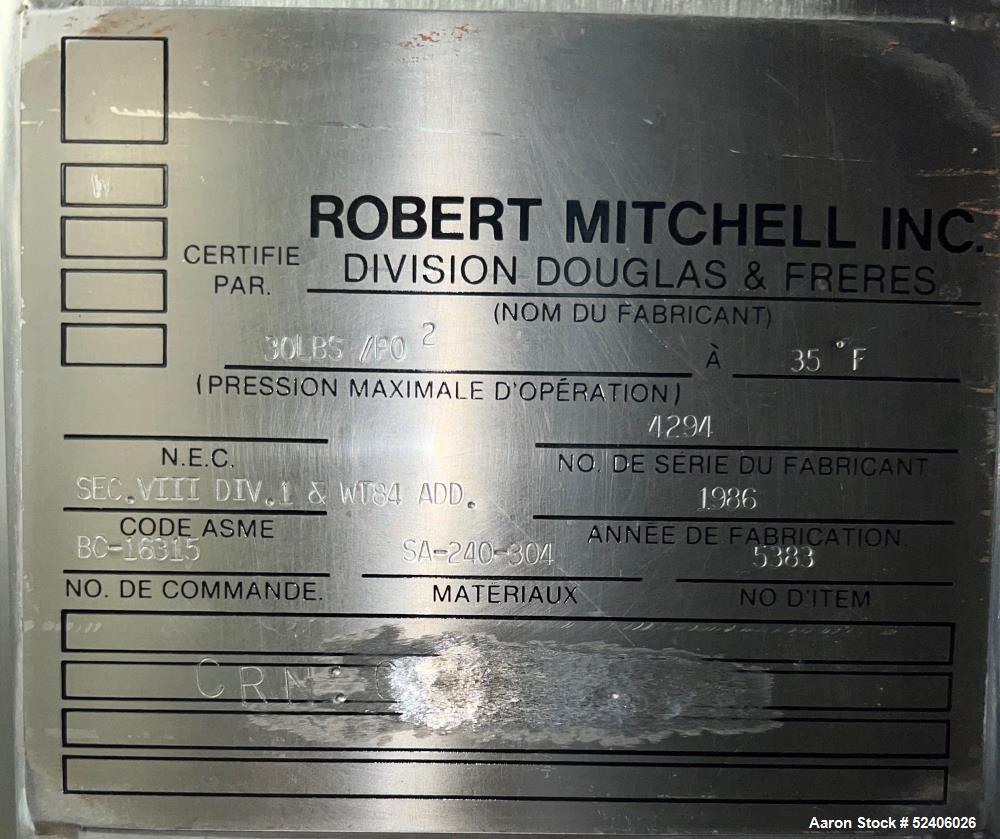 W
ROBERT MITCHELL INC.
CERTIFIE PAR.
DIVISION DOUGLAS & FRERES
(NOM DU FABRICANT)
30LBS /PO 2 À 35 °F
(PRESSION MAXIMALE D'OPÉRATION)
4294
N.E.C. NO. DE SÉRIE DU FABRICANT
SEC.VIII DIV.1 & WT84 ADD. 1986
CODE ASME ANNÉE DE FABRICATION.
BC-16315 SA-240-304 5383
NO. DE COMMANDE. MATÉRIAUX NO D'ITEM
CRN:
Aaron Stock # 52406026